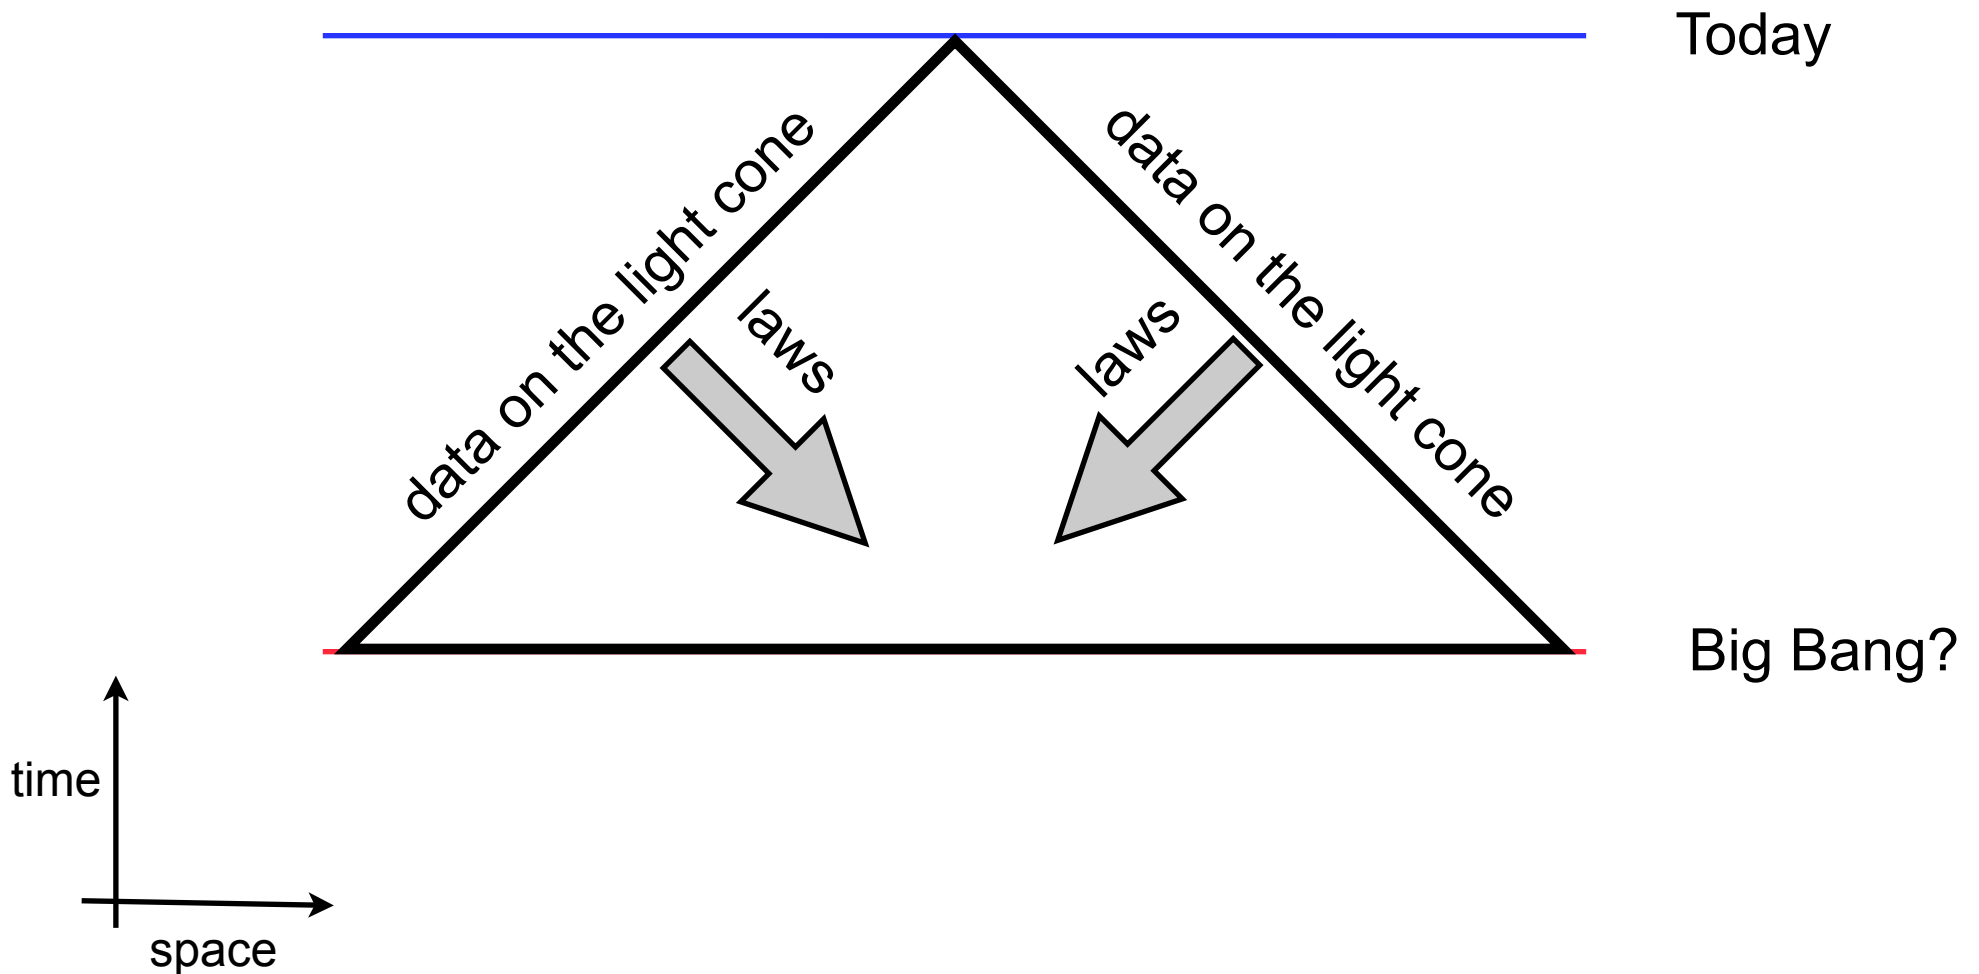 Today
data on the light cone
data on the light cone
laws
laws
Big Bang?
time
space